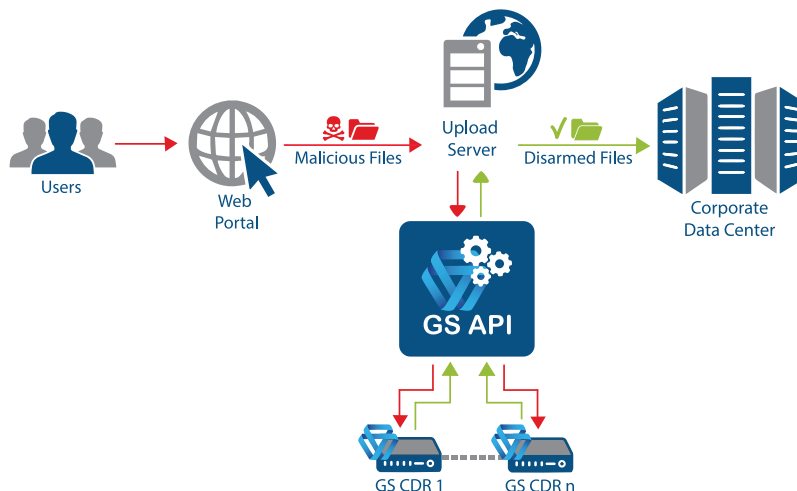 Users
Web
Portal
Malicious Files
Upload
Server
Disarmed Files
Corporate
Data Center
GS API
GS CDR 1
GS CDR n